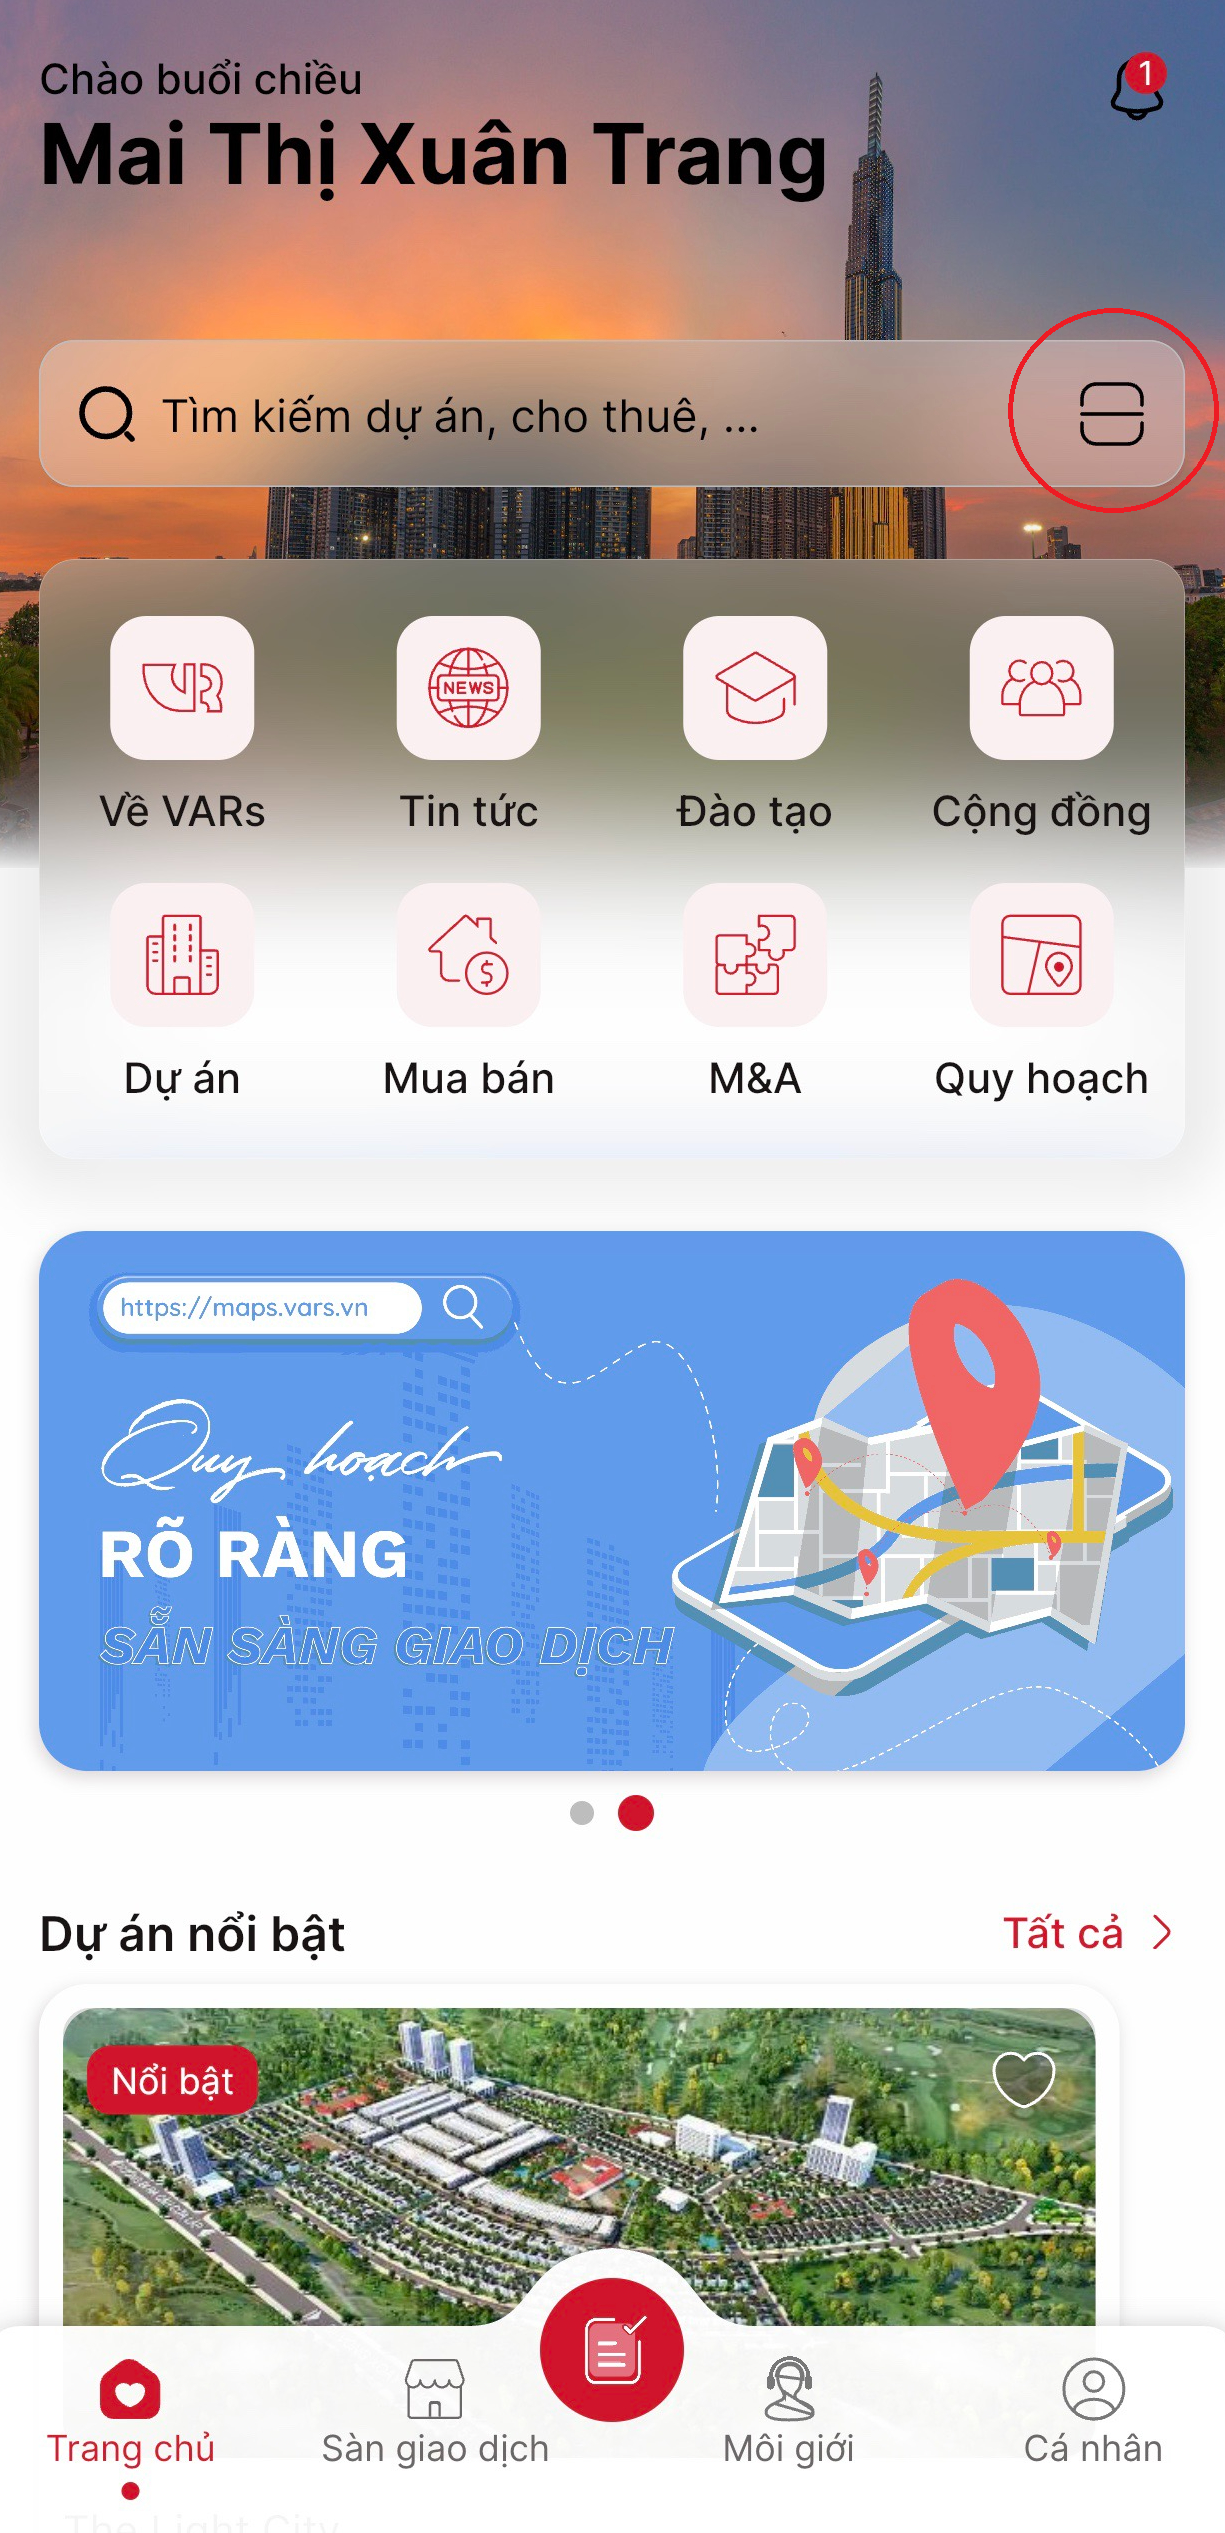 Chào buổi chiều
1
Mai Thị Xuân Trang
Tìm kiếm dự án, cho thuê, ...
NEWS
Về VARs
Tin tức
Đào tạo
Cộng đồng
$
Dự án
Mua bán
M&A
Quy hoạch
https://maps.vars.vn
Quy hoạch
RÕ RÀNG
SẴN SÀNG GIAO DỊCH
Dự án nổi bật
Tất cả
Nổi bật
Trang chủ
Sàn giao dịch
Môi giới
Cá nhân
The Light City